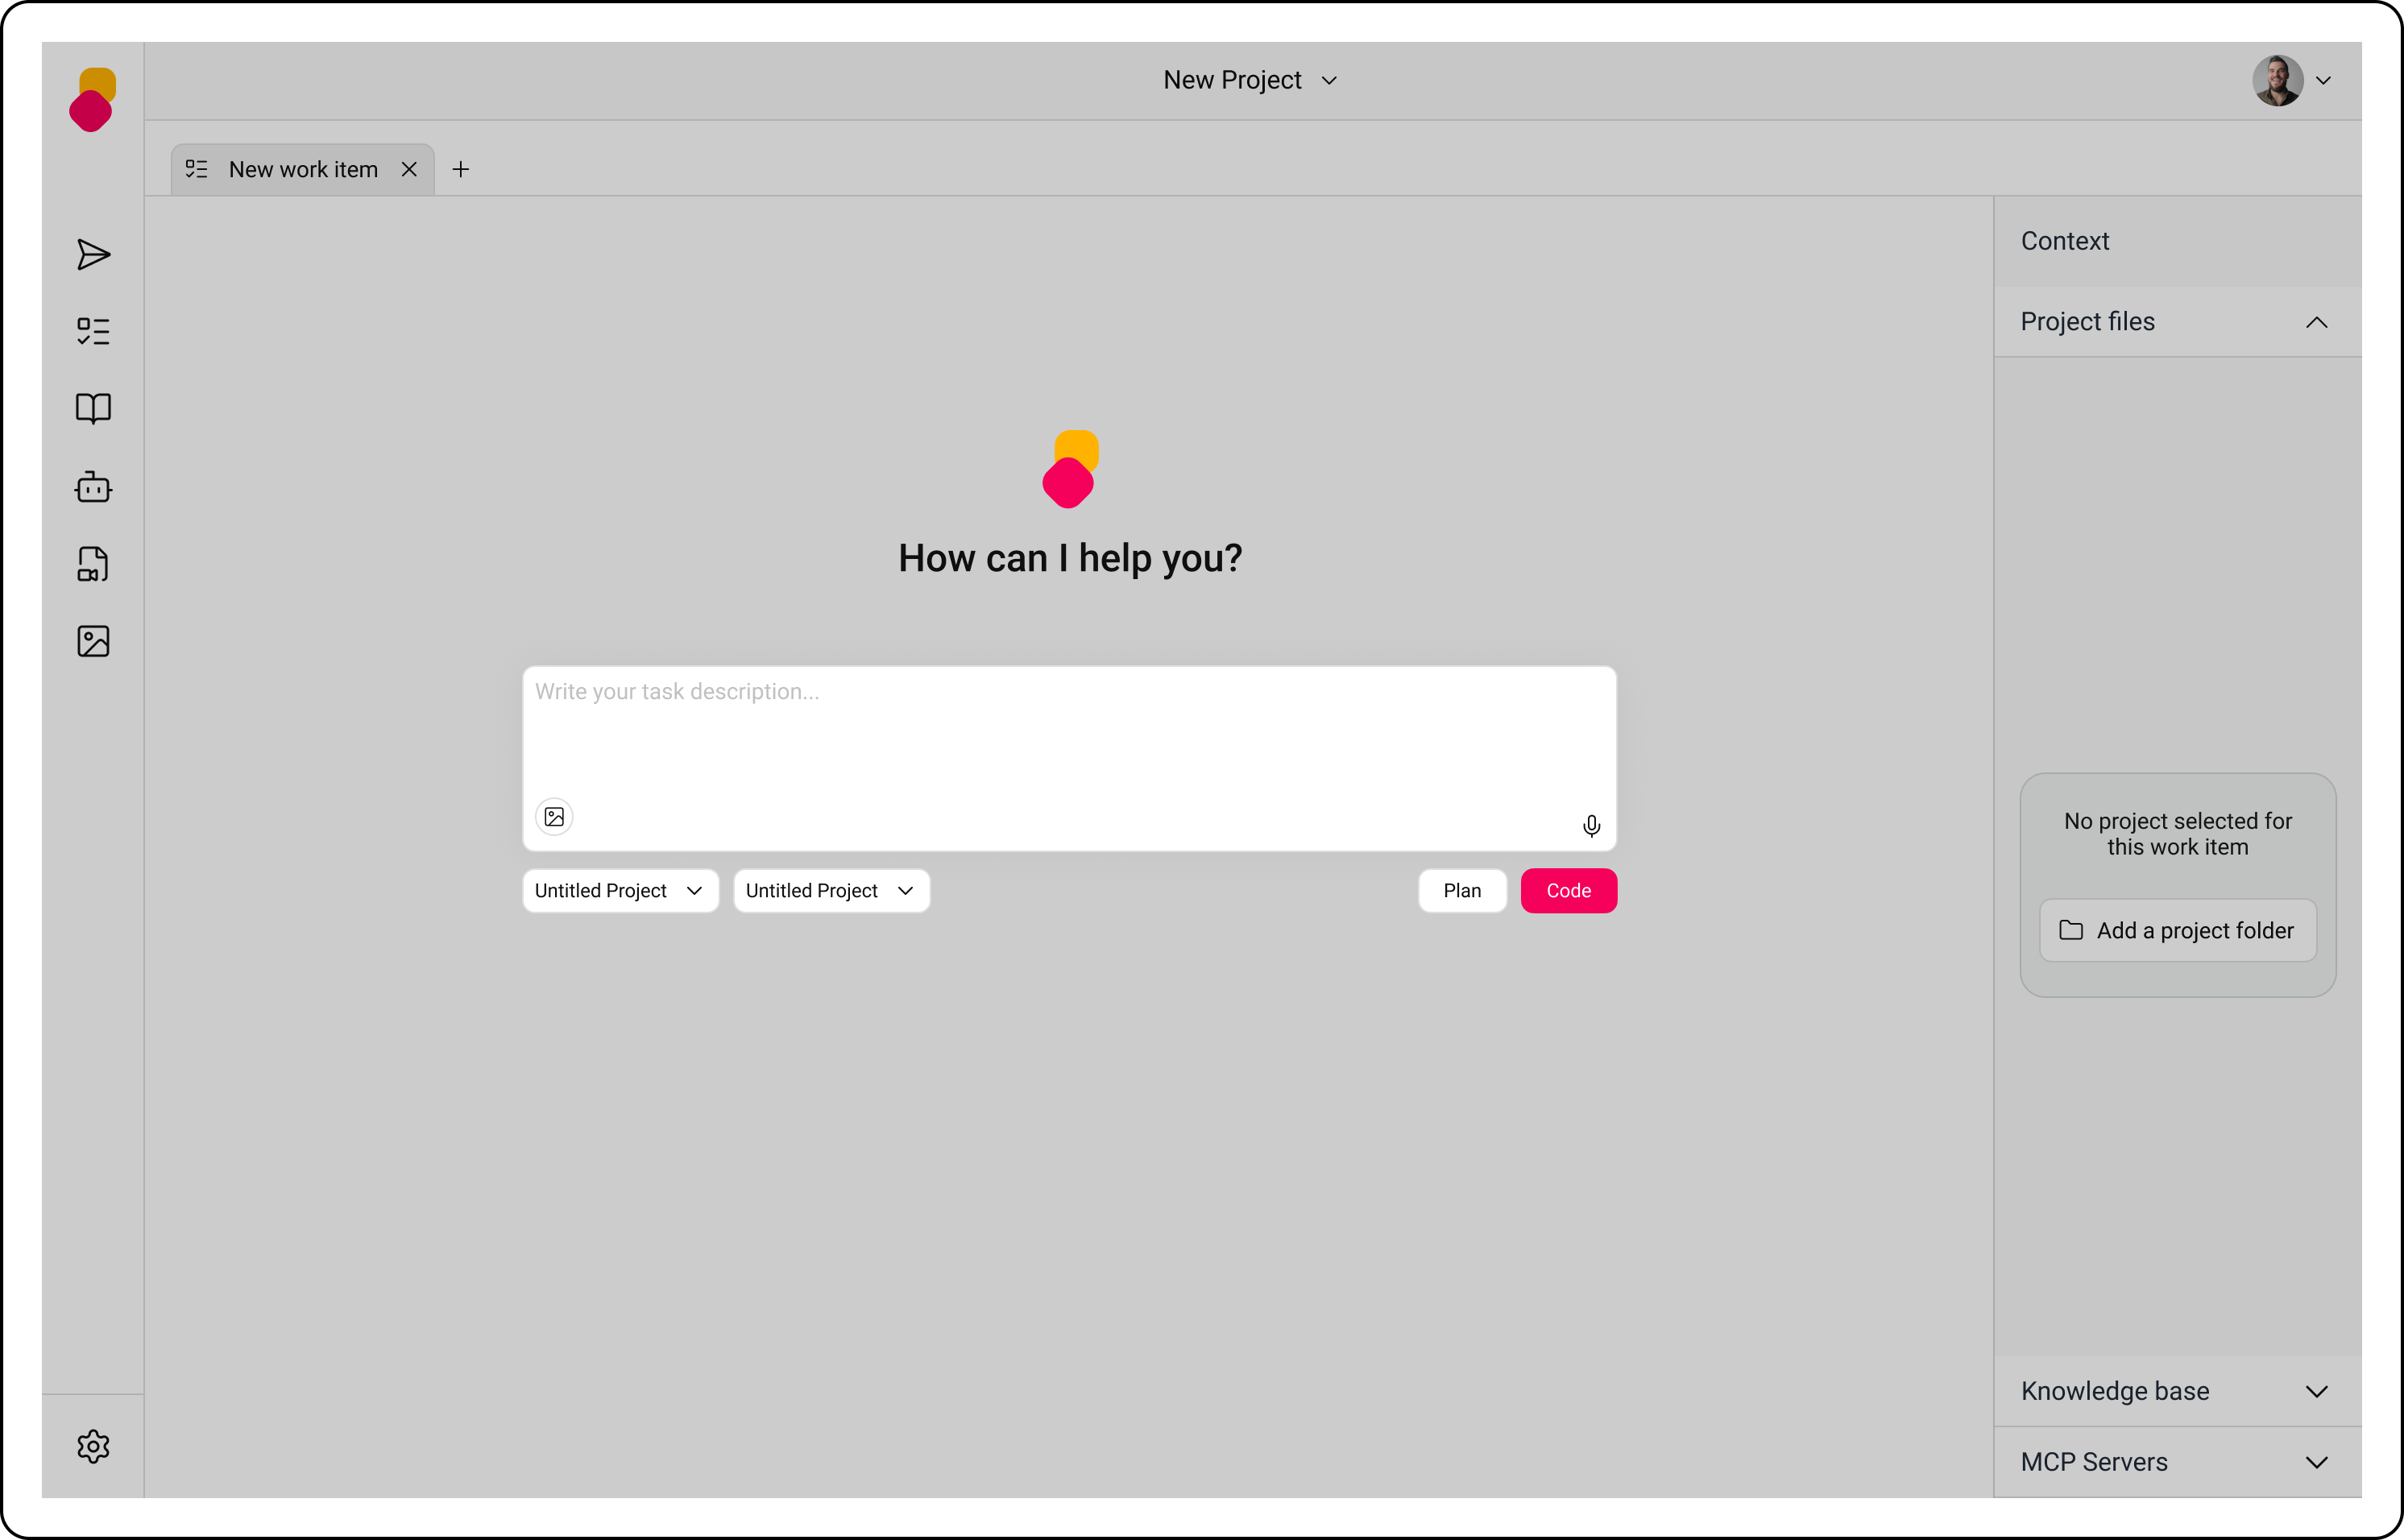 New Project
New work item
Context
Project files
How can I help you?
Write your task description...
Untitled Project
Untitled Project
Plan
Code
No project selected for
this work item
Add a project folder
Knowledge base
MCP Servers